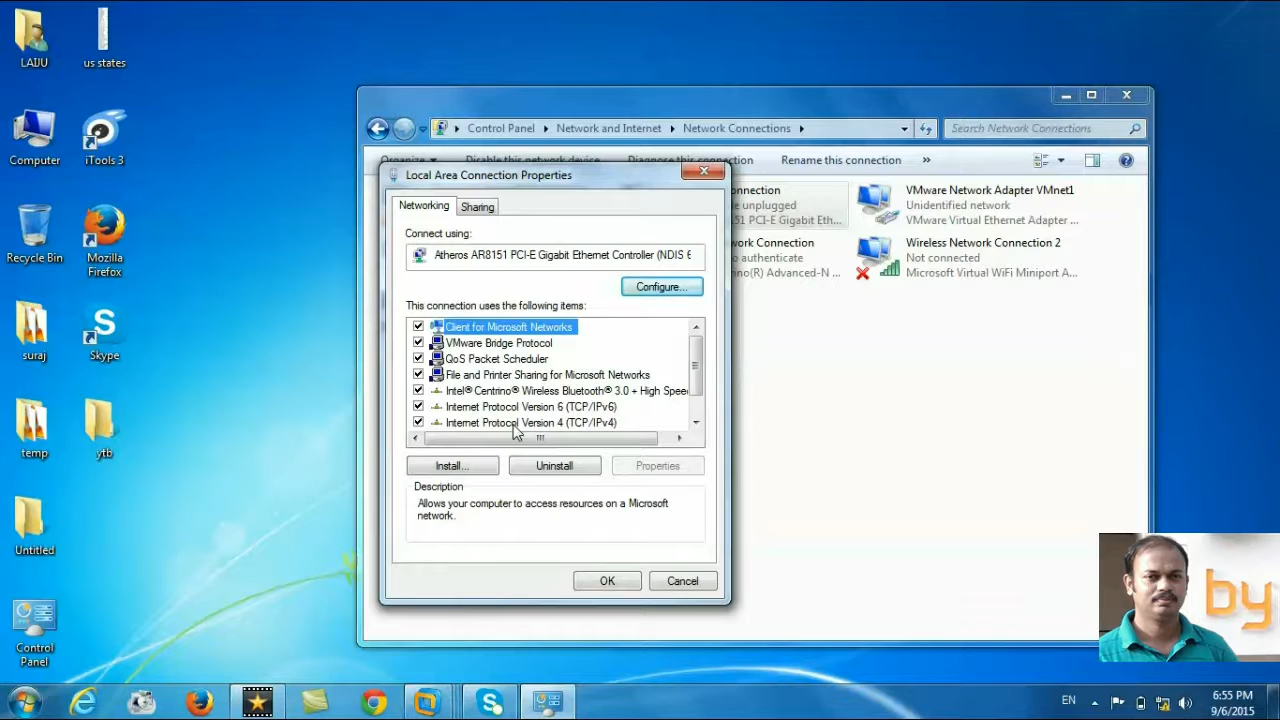 LAIJU
us states
Computer
iTools 3
Recycle Bin
Mozilla
Firefox
suraj
Skype
temp
ytb
Untitled
Control
Panel
Control Panel
Network and Internet
Network Connections
Search Network Connections
Organize
Disable this network device
Diagnose this connection
Rename this connection
»
onnection
e unplugged
s AR8151 PCI-E Gigabit Eth...
VMware Network Adapter VMnet1
Unidentified network
VMware Virtual Ethernet Adapter ...
work Connection
o authenticate
no(R) Advanced-N ...
Wireless Network Connection 2
Not connected
Microsoft Virtual WiFi Miniport A...
Local Area Connection Properties
Networking
Sharing
Connect using:
Atheros AR8151 PCI-E Gigabit Ethernet Controller (NDIS 6
Configure...
This connection uses the following items:
Client for Microsoft Networks
VMware Bridge Protocol
QoS Packet Scheduler
File and Printer Sharing for Microsoft Networks
Intel® Centrino® Wireless Bluetooth® 3.0 + High Spee
Internet Protocol Version 6 (TCP/IPv6)
Internet Protocol Version 4 (TCP/IPv4)
Install...
Uninstall
Properties
Description
Allows your computer to access resources on a Microsoft
network.
OK
Cancel
by
EN
6:55 PM
9/6/2015